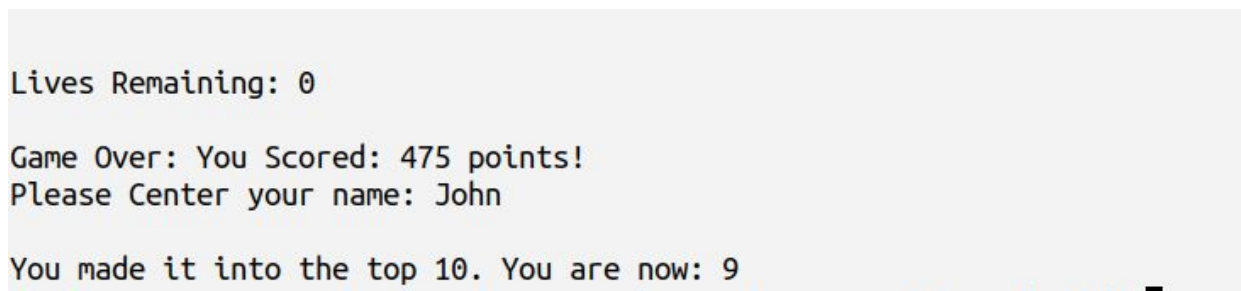 Lives Remaining: 0
Game Over: You Scored: 475 points!
Please Center your name: John
You made it into the top 10. You are now: 9